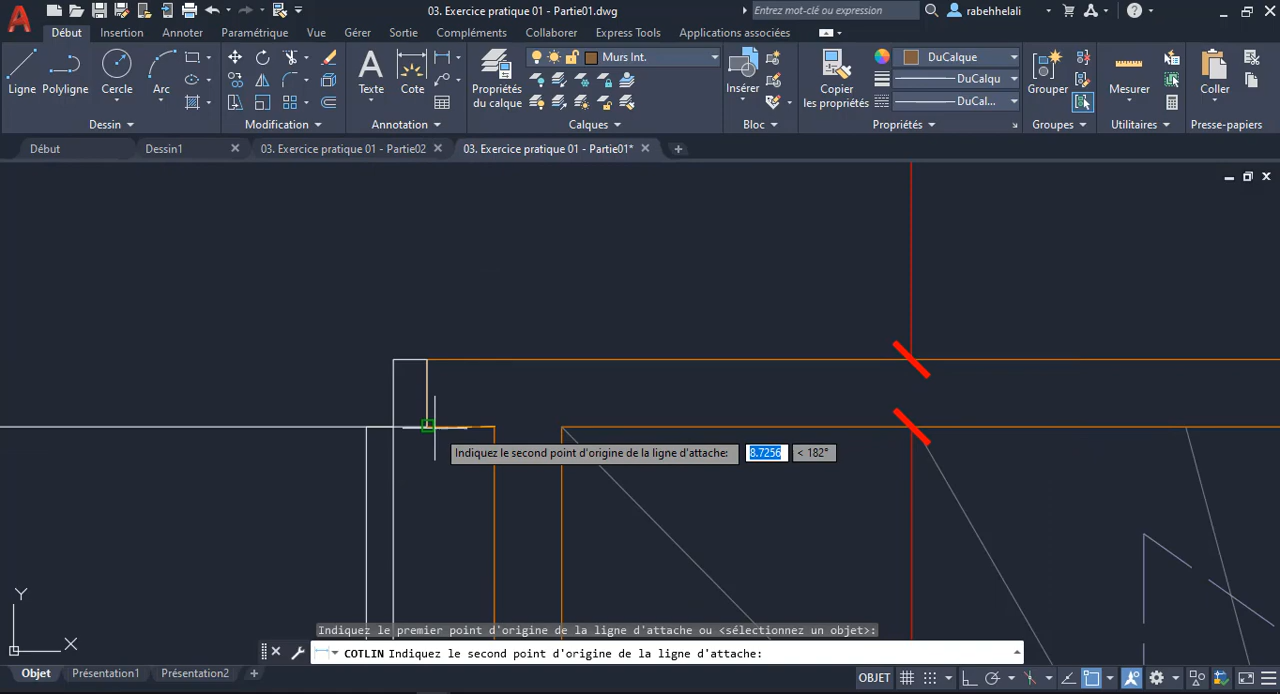 03. Exercice pratique 01 - Partie01.dwg
Entrez mot-clé ou expression
rabehhelali
Début Insertion Annoter Paramétrique Vue Gérer Sortie Compléments Collaborer Express Tools Applications associées
Murs Int.
DuCalque
DuCalqu
DuCal...
Ligne Polyligne Cercle Arc
Texte Cote
Propriétés
du calque
Insérer
Copier
les propriétés
Grouper
Mesurer
Coller
Dessin
Modification
Annotation
Calques
Bloc
Propriétés
Groupes
Utilitaires
Presse-papiers
Début
Dessin1
03. Exercice pratique 01 - Partie02
03. Exercice pratique 01 - Partie01*
Indiquez le second point d'origine de la ligne d'attache: 8.7256 < 182°
Y
X
Indiquez le premier point d'origine de la ligne d'attache ou <sélectionnez un objet>:
COTLIN Indiquez le second point d'origine de la ligne d'attache:
Objet Présentation1 Présentation2
OBJET